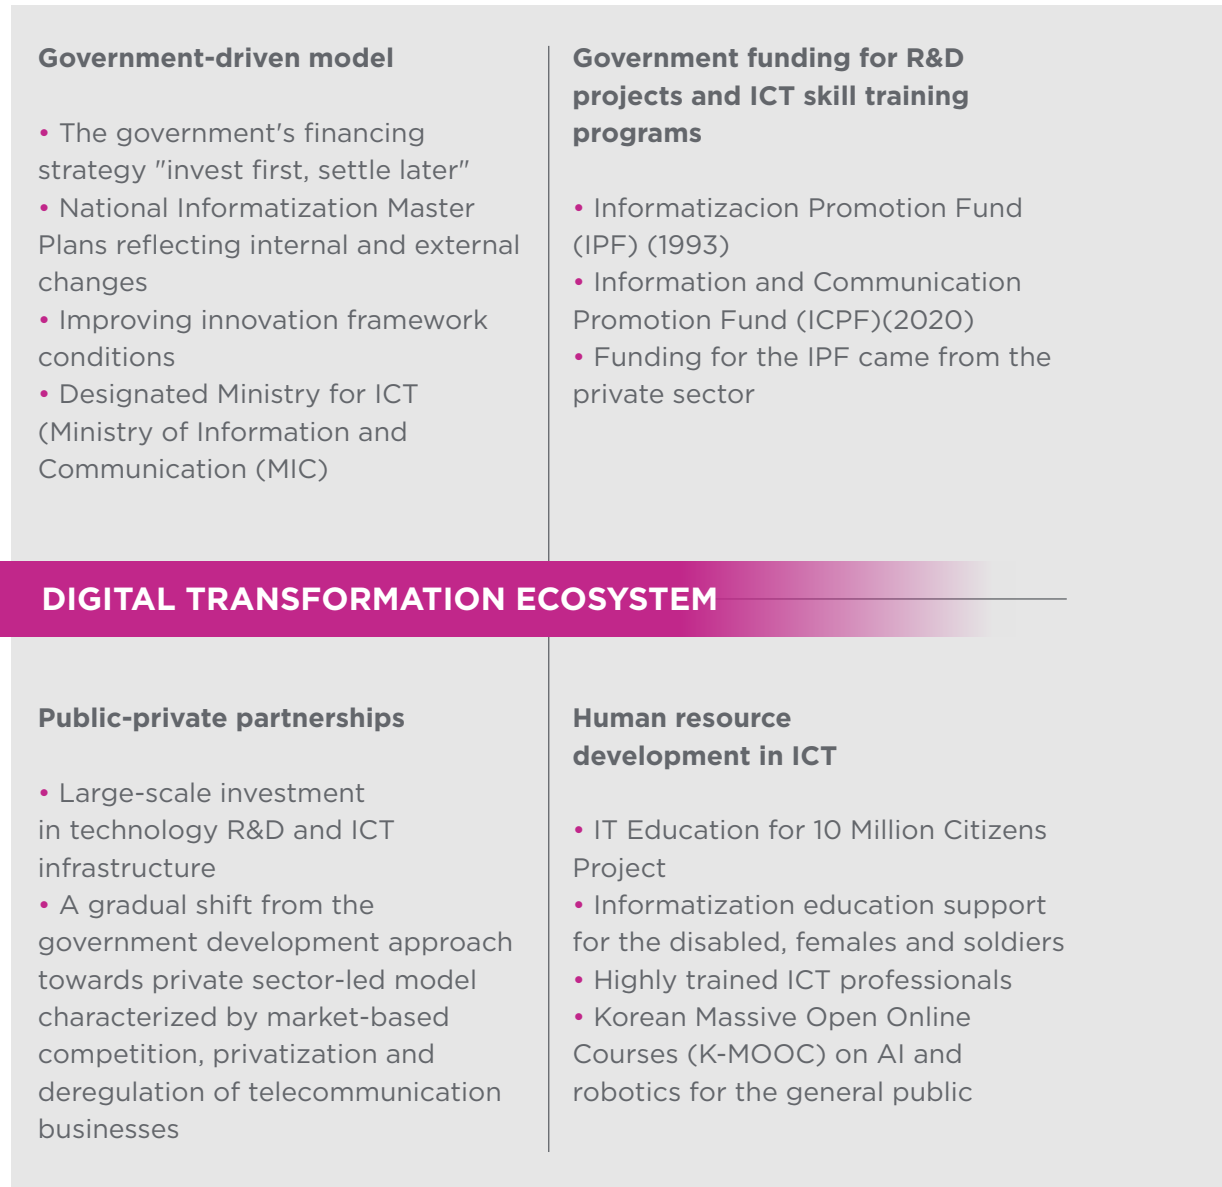 Government-driven model
• The government's financing
strategy "invest first, settle later"
• National Informatization Master
Plans reflecting internal and external
changes
• Improving innovation framework
conditions
• Designated Ministry for ICT
(Ministry of Information and
Communication (MIC)
Government funding for R&D
projects and ICT skill training
programs
• Informatizacion Promotion Fund
(IPF) (1993)
• Information and Communication
Promotion Fund (ICPF)(2020)
• Funding for the IPF came from the
private sector
DIGITAL TRANSFORMATION ECOSYSTEM
Public-private partnerships
• Large-scale investment
in technology R&D and ICT
infrastructure
• A gradual shift from the
government development approach
towards private sector-led model
characterized by market-based
competition, privatization and
deregulation of telecommunication
businesses
Human resource
development in ICT
• IT Education for 10 Million Citizens
Project
• Informatization education support
for the disabled, females and soldiers
• Highly trained ICT professionals
• Korean Massive Open Online
Courses (K-MOOC) on AI and
robotics for the general public